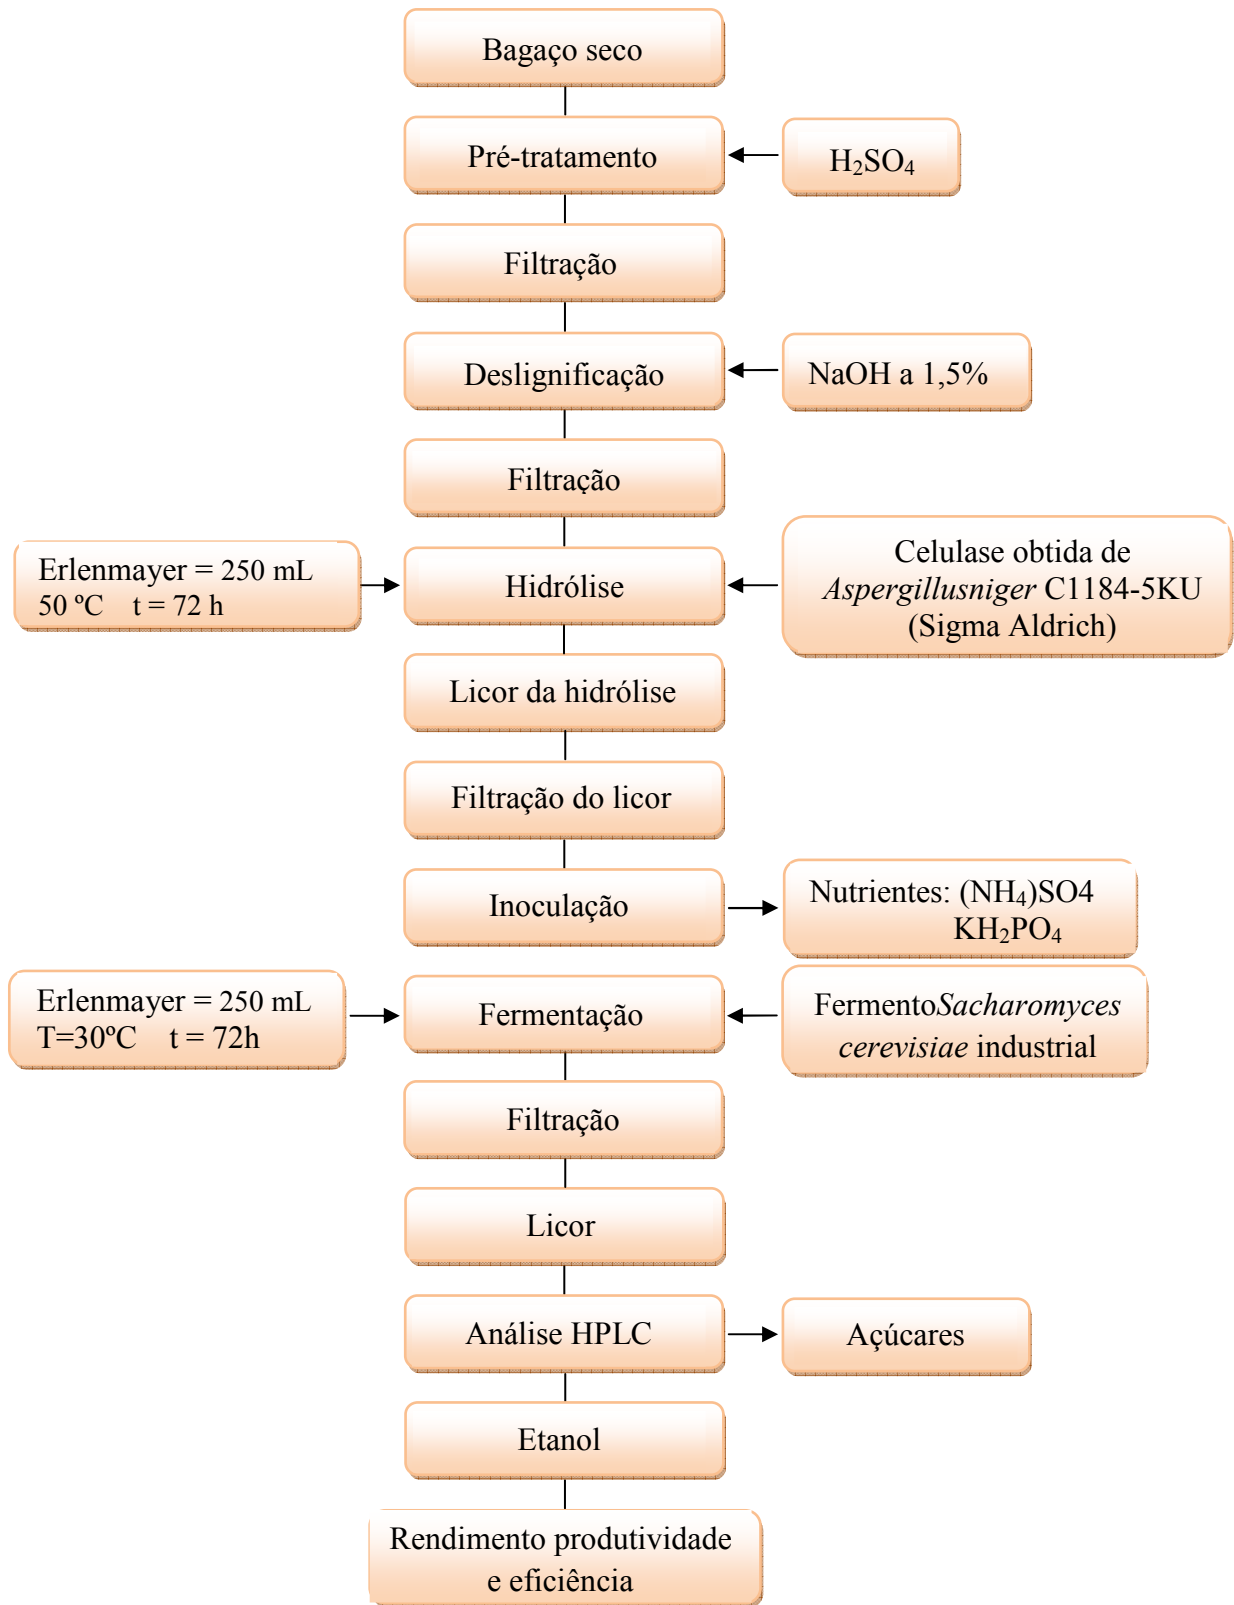 Bagaço seco
Pré-tratamento
H₂SO₄
Filtração
Deslignificação
NaOH a 1,5%
Filtração
Erlenmayer = 250 mL
50 ºC t = 72 h
Hidrólise
Celulase obtida de
Aspergillusniger C1184-5KU
(Sigma Aldrich)
Licor da hidrólise
Filtração do licor
Inoculação
Nutrientes: (NH₄)SO4
KH₂PO₄
Erlenmayer = 250 mL
T=30ºC t = 72h
Fermentação
FermentoSacharomyces
cerevisiae industrial
Filtração
Licor
Análise HPLC
Açúcares
Etanol
Rendimento produtividade
e eficiência